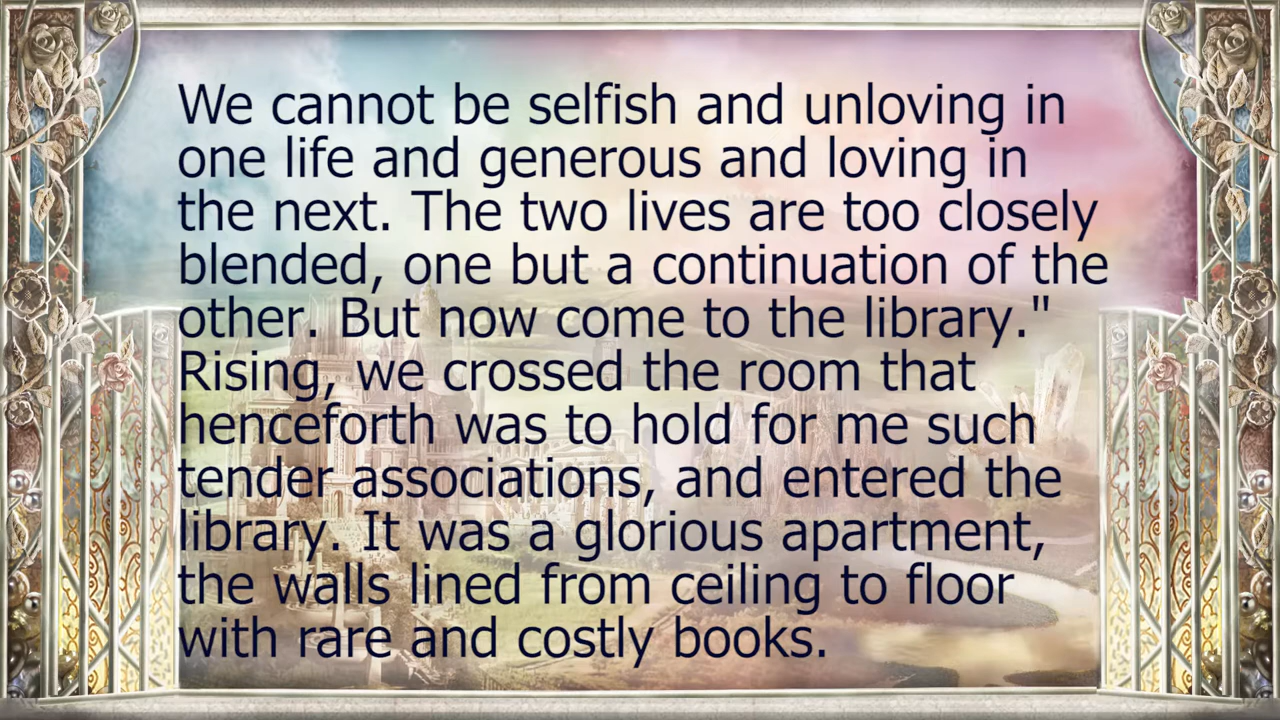 We cannot be selfish and unloving in
one life and generous and loving in
the next. The two lives are too closely
blended, one but a continuation of the
other. But now come to the library."
Rising, we crossed the room that
henceforth was to hold for me such
tender associations, and entered the
library. It was a glorious apartment,
the walls lined from ceiling to floor
with rare and costly books.